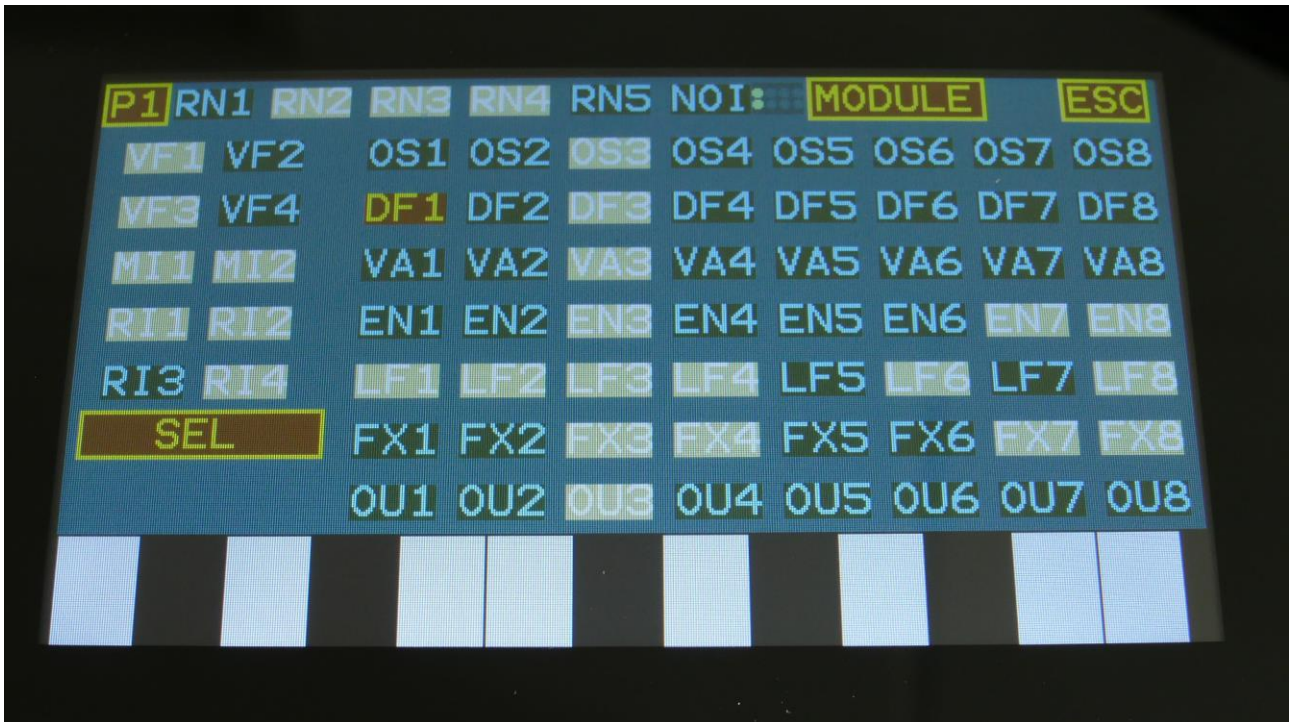 P1 RN1 RN2 RN3 RN4 RN5 NOI: MODULE ESC
VF1 VF2 OS1 OS2 OS3 OS4 OS5 OS6 OS7 OS8
VF3 VF4 DF1 DF2 DF3 DF4 DF5 DF6 DF7 DF8
MI1 MI2 VA1 VA2 VA3 VA4 VA5 VA6 VA7 VA8
RI1 RI2 EN1 EN2 EN3 EN4 EN5 EN6 EN7 EN8
RI3 RI4 LF1 LF2 LF3 LF4 LF5 LF6 LF7 LF8
SEL FX1 FX2 FX3 FX4 FX5 FX6 FX7 FX8
OU1 OU2 OU3 OU4 OU5 OU6 OU7 OU8